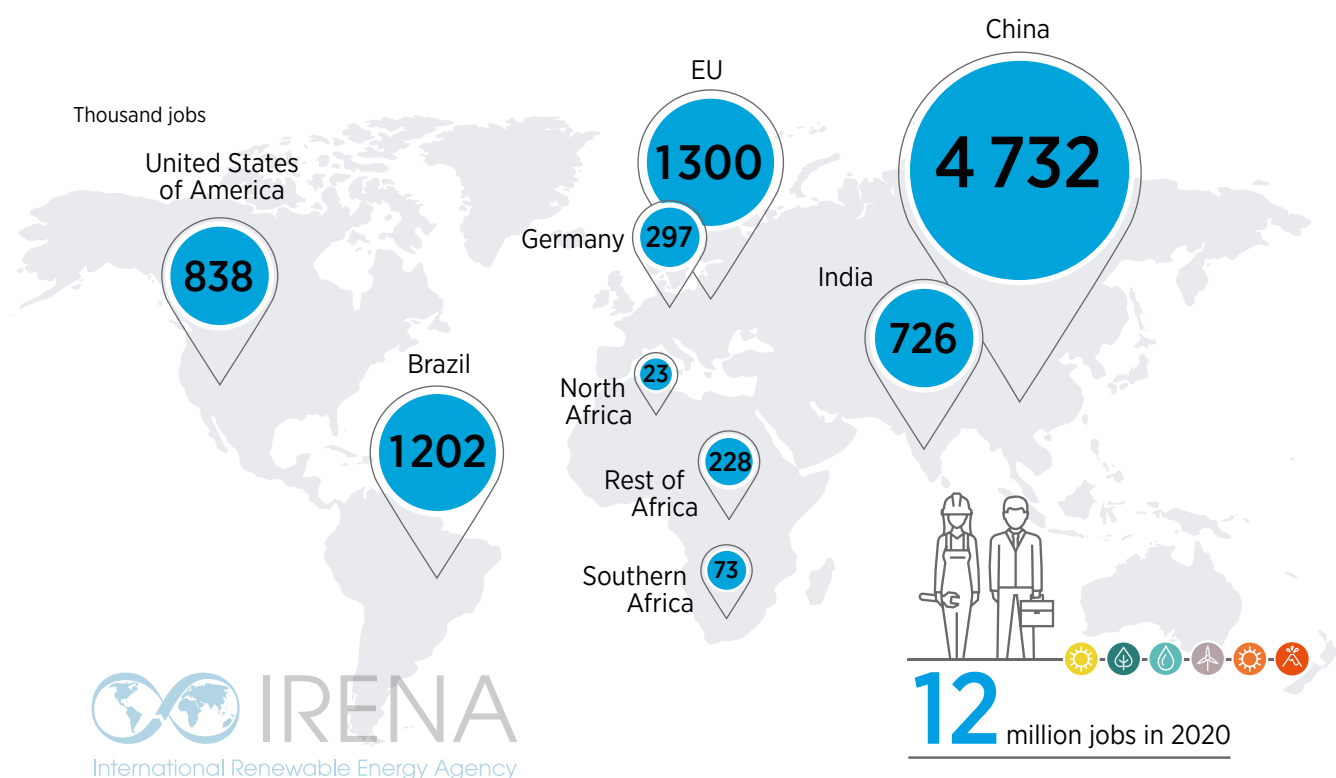 Thousand jobs
United States
of America
838
Brazil
1202
EU
1300
Germany
297
China
4 732
India
726
North
Africa
23
Rest of
Africa
228
Southern
Africa
73
12 million jobs in 2020
IRENA
International Renewable Energy Agency